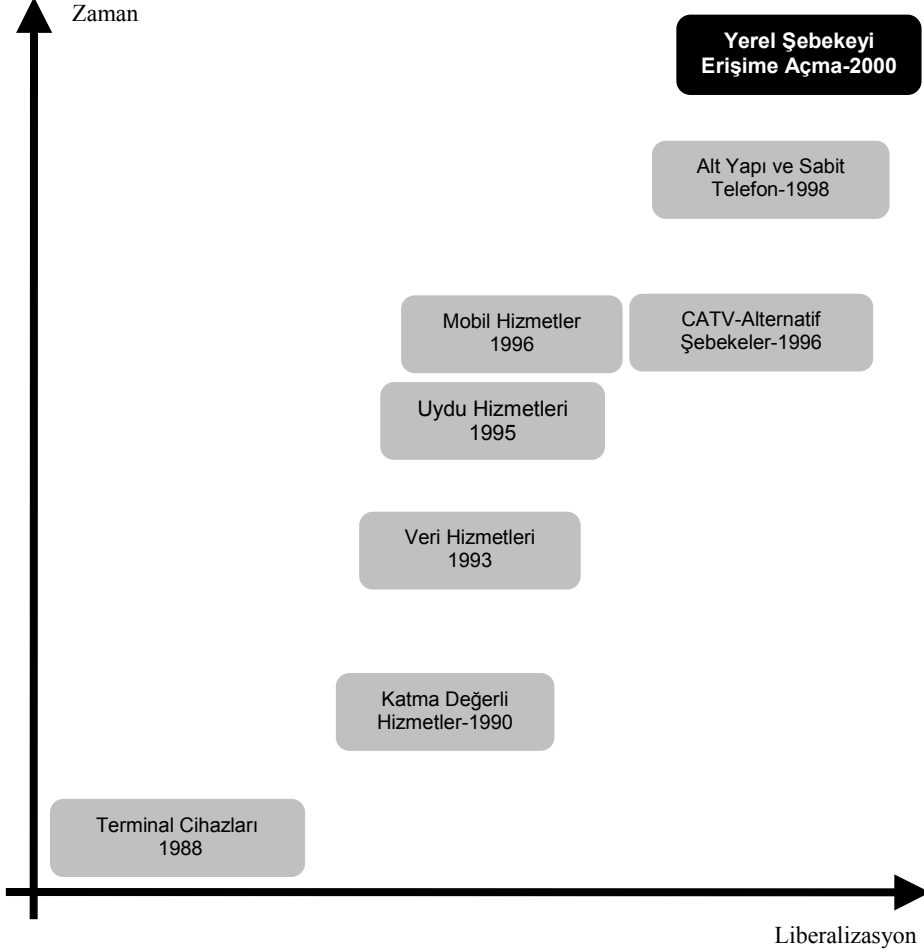 Zaman
Yerel Şebekeyi
Erişime Açma-2000
Alt Yapı ve Sabit
Telefon-1998
Mobil Hizmetler
1996
CATV-Alternatif
Şebekeler-1996
Uydu Hizmetleri
1995
Veri Hizmetleri
1993
Katma Değerli
Hizmetler-1990
Terminal Cihazları
1988
Liberalizasyon